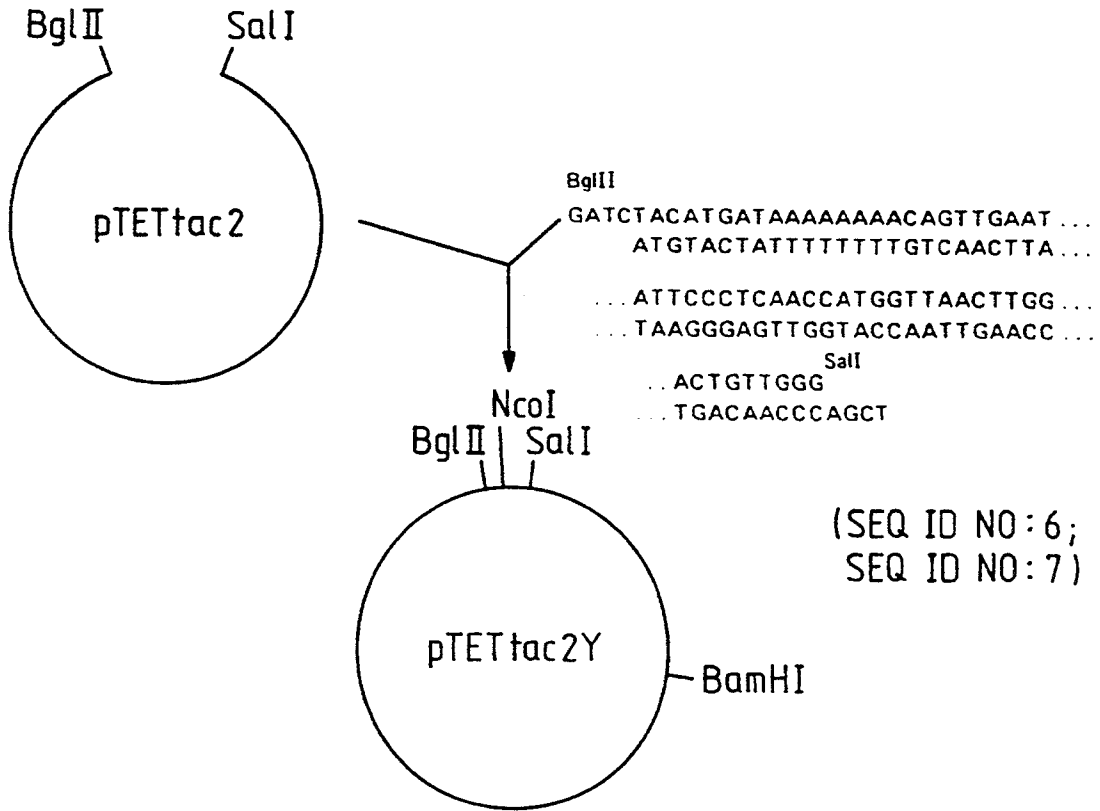 BglII SalI
pTETtac2
BglII
GATCTACATGATAAAAAAAACAGTTGAAT ...
ATGTACTATTTTTTTTGTCAACTTA ...
... ATTCCCTCAACCATGGTTAACTTGG ...
... TAAGGGAGTTGGTACCAATTGAACC ...
SalI
.. ACTGTTGGG
... TGACAACCCAGCT
NcoI
BglII SalI
(SEQ ID NO:6;
SEQ ID NO:7)
pTETtac2Y
BamHI